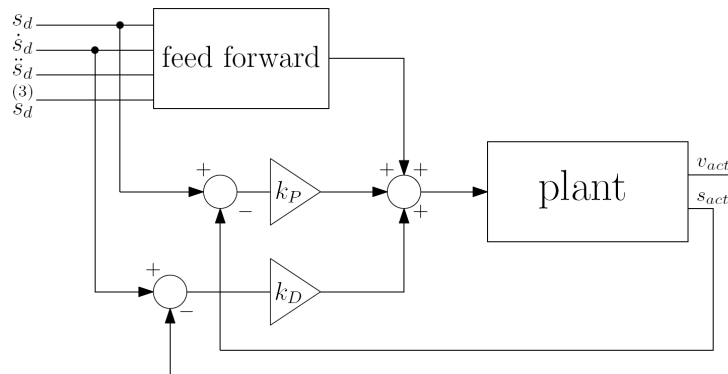 s_d
ṡ_d
s̈_d
(3)
s_d
feed forward
+
−
k_P
+ +
+
plant
v_act
s_act
+
−
k_D